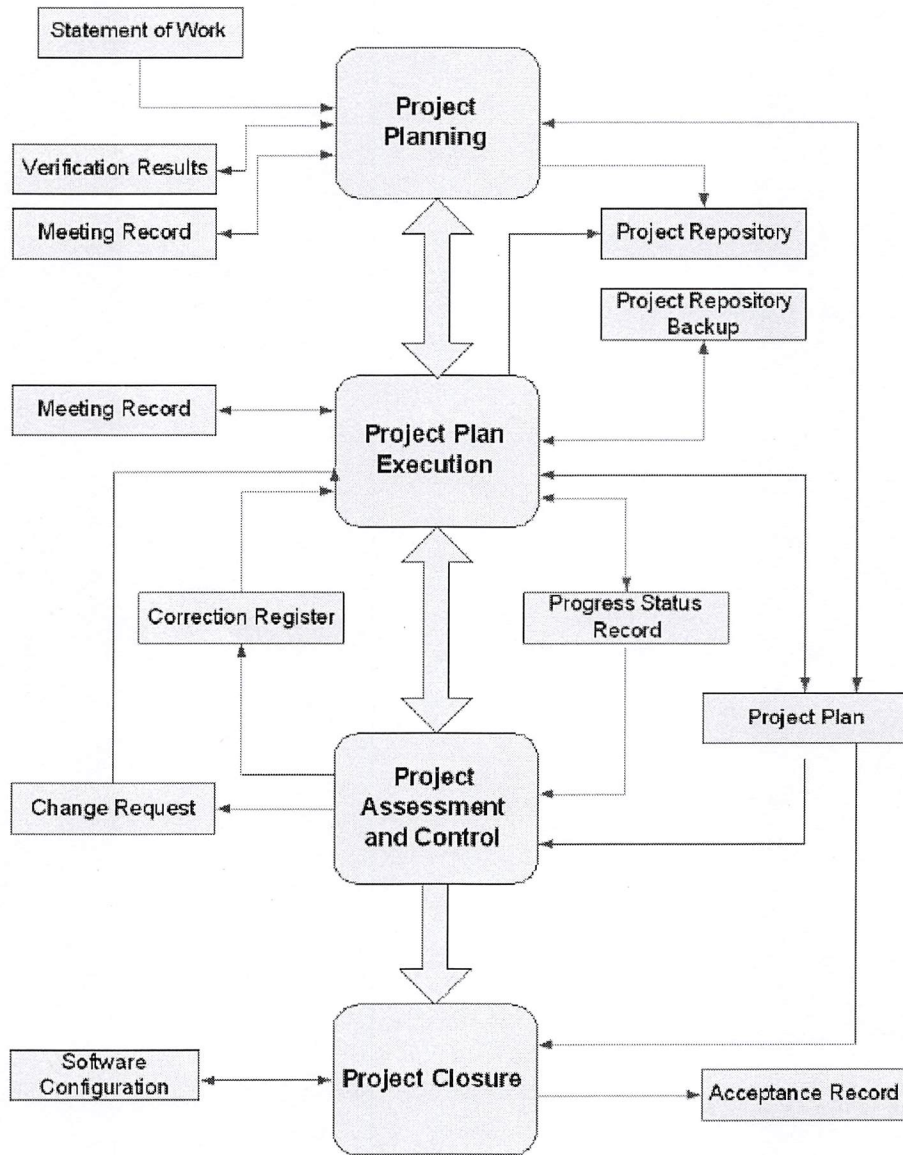 Statement of Work
Project
Planning
Verification Results
Meeting Record
Project Repository
Project Repository
Backup
Meeting Record
Project Plan
Execution
Correction Register
Progress Status
Record
Project Plan
Project
Assessment
and Control
Change Request
Project Closure
Software
Configuration
Acceptance Record